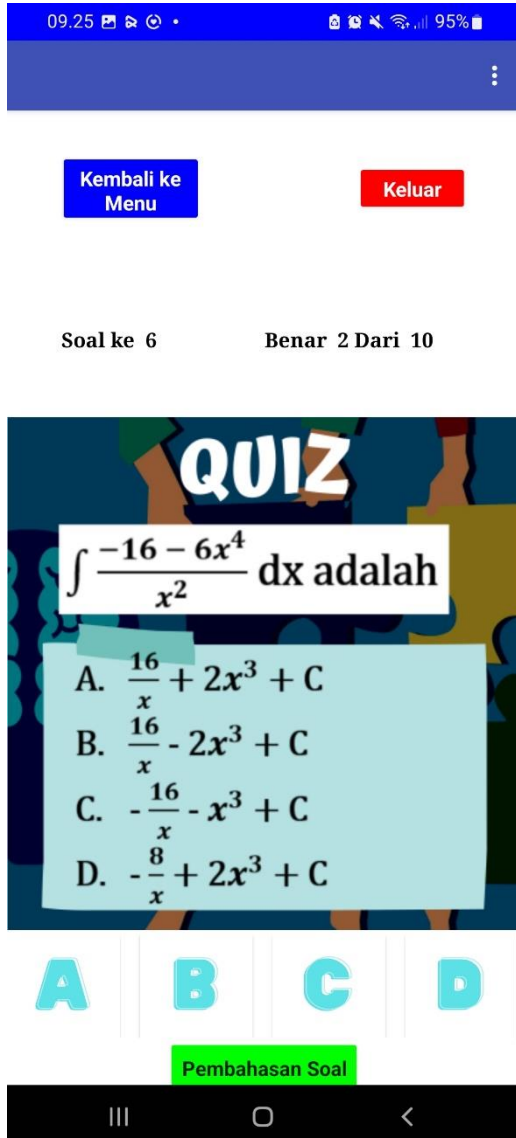 09.25 95%
Kembali ke
Menu
Keluar
Soal ke 6
Benar 2 Dari 10
QUIZ
∫ (−16 − 6x⁴)/x² dx adalah
A. 16/x + 2x³ + C
B. 16/x - 2x³ + C
C. - 16/x - x³ + C
D. - 8/x + 2x³ + C
A B C D
Pembahasan Soal